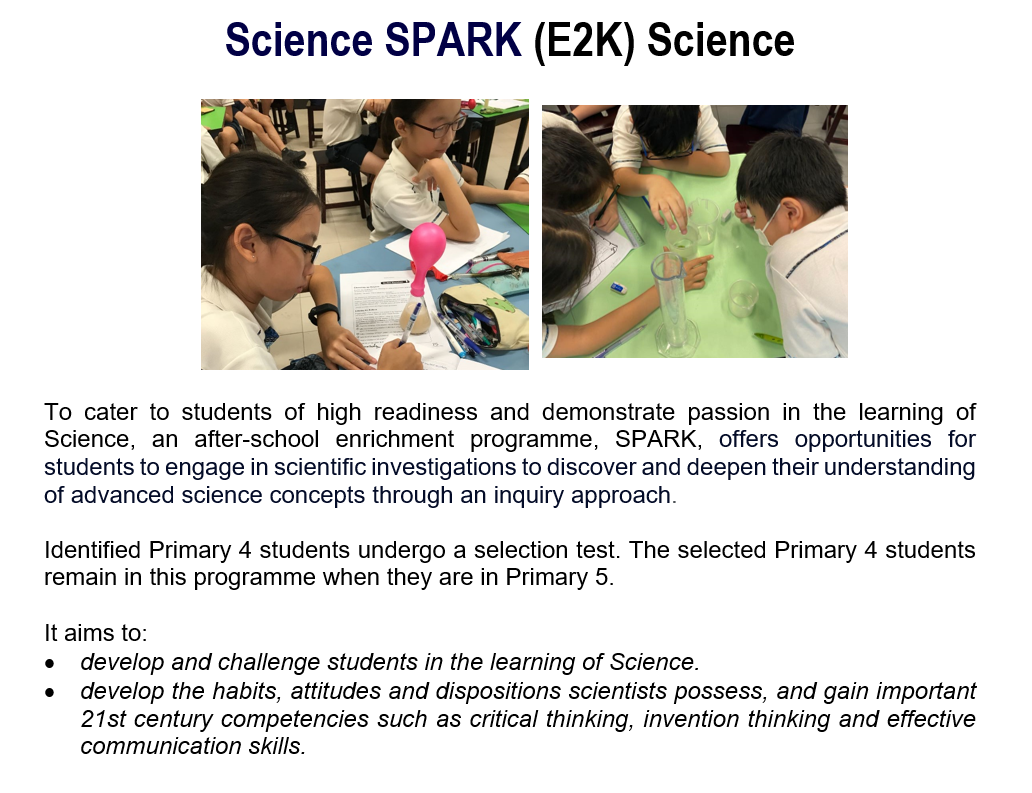 Science SPARK (E2K) Science
To cater to students of high readiness and demonstrate passion in the learning of
Science, an after-school enrichment programme, SPARK, offers opportunities for
students to engage in scientific investigations to discover and deepen their understanding
of advanced science concepts through an inquiry approach.
Identified Primary 4 students undergo a selection test. The selected Primary 4 students
remain in this programme when they are in Primary 5.
It aims to:
• develop and challenge students in the learning of Science.
• develop the habits, attitudes and dispositions scientists possess, and gain important
21st century competencies such as critical thinking, invention thinking and effective
communication skills.